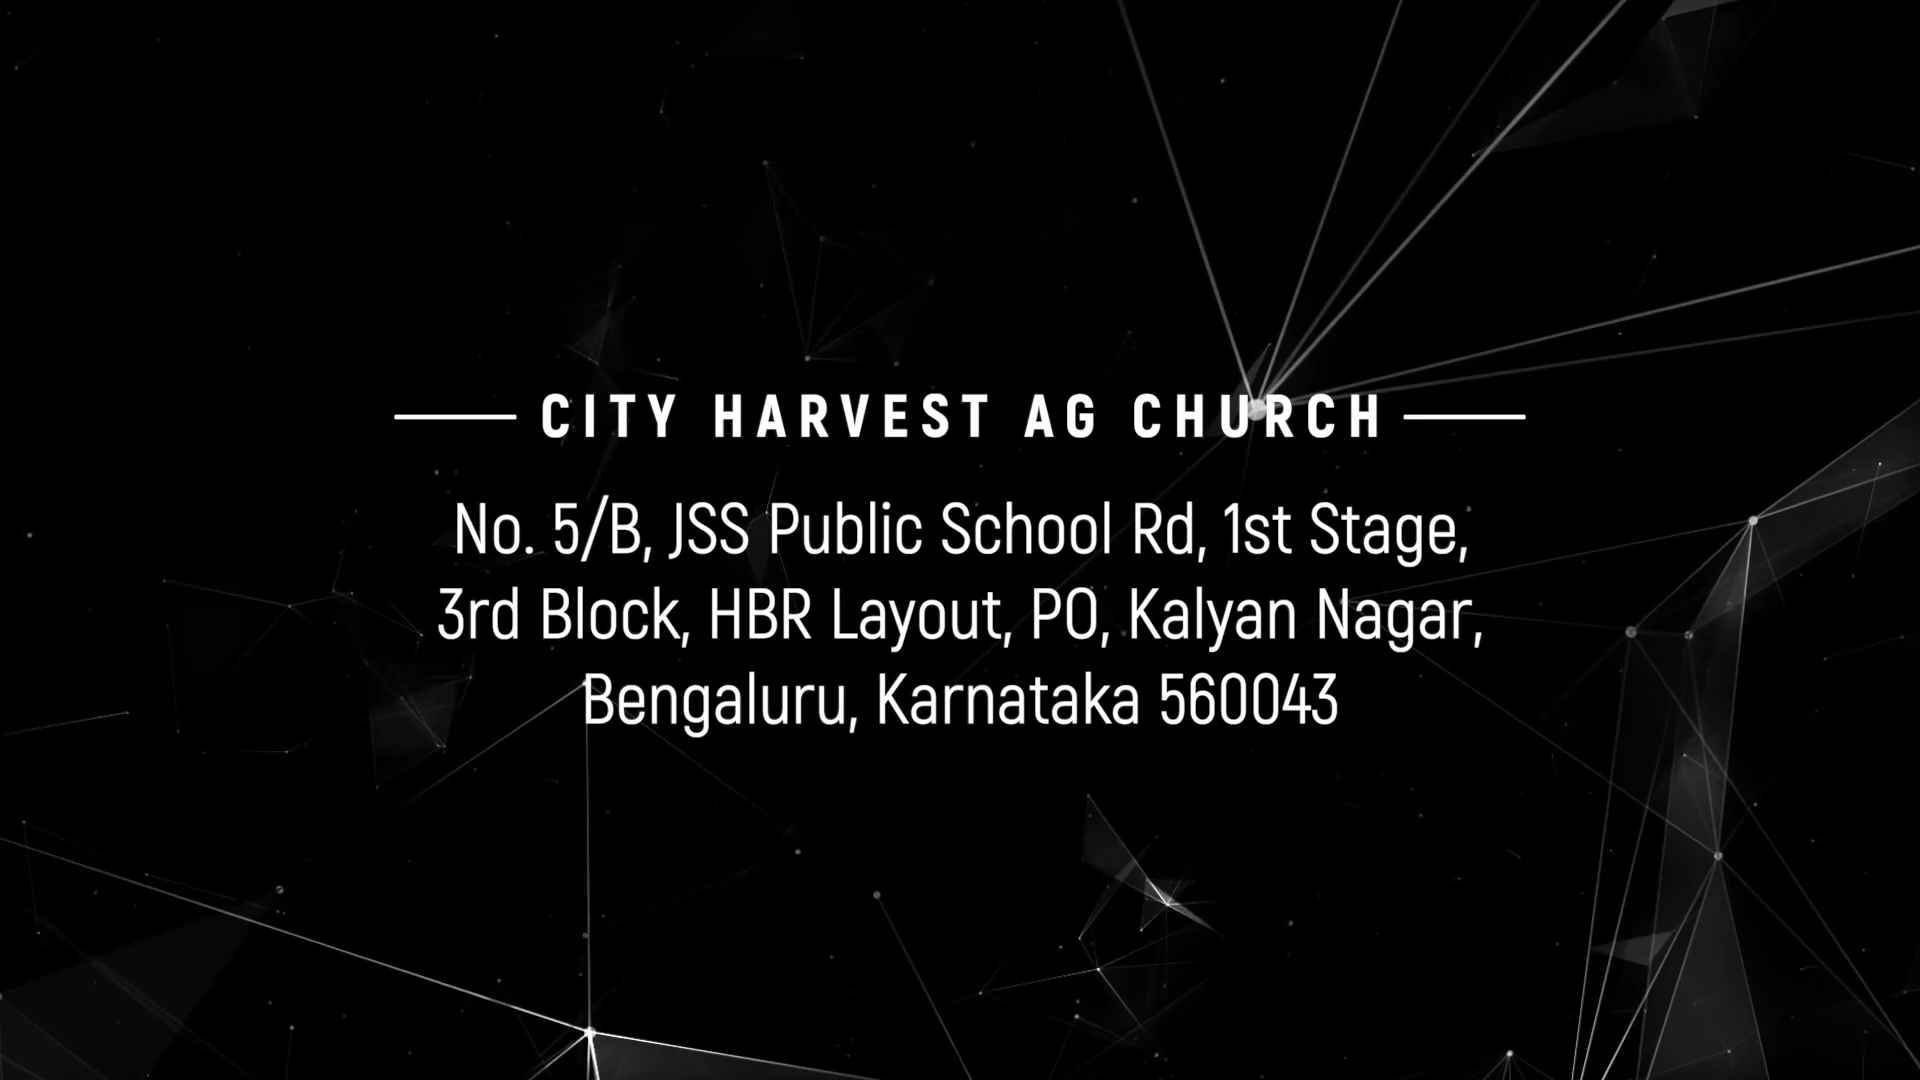 CITY HARVEST AG CHURCH
No. 5/B, JSS Public School Rd, 1st Stage,
3rd Block, HBR Layout, PO, Kalyan Nagar,
Bengaluru, Karnataka 560043